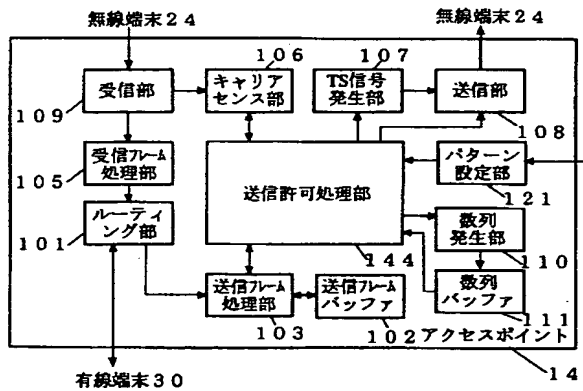 無線端末24
無線端末24
106
107
受信部
キャリア
センス部
TS信号
発生部
送信部
109
108
105
受信フレーム
処理部
送信許可処理部
パターン
設定部
121
101
ルーティング部
144
数列
発生部
110
送信フレーム
処理部
103
送信フレーム
バッファ
102
数列
バッファ
111
アクセスポイント
14
有線端末30